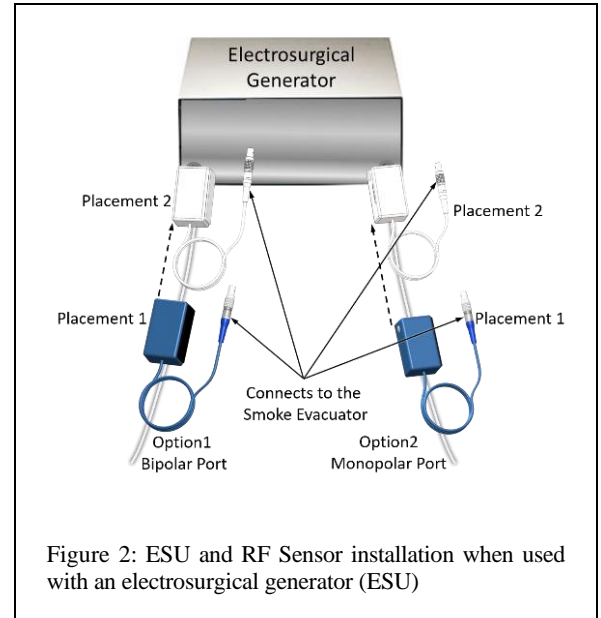 Electrosurgical
Generator
Placement 2
Placement 2
Placement 1
Placement 1
Connects to the
Smoke Evacuator
Option1
Bipolar Port
Option2
Monopolar Port
Figure 2: ESU and RF Sensor installation when used
with an electrosurgical generator (ESU)